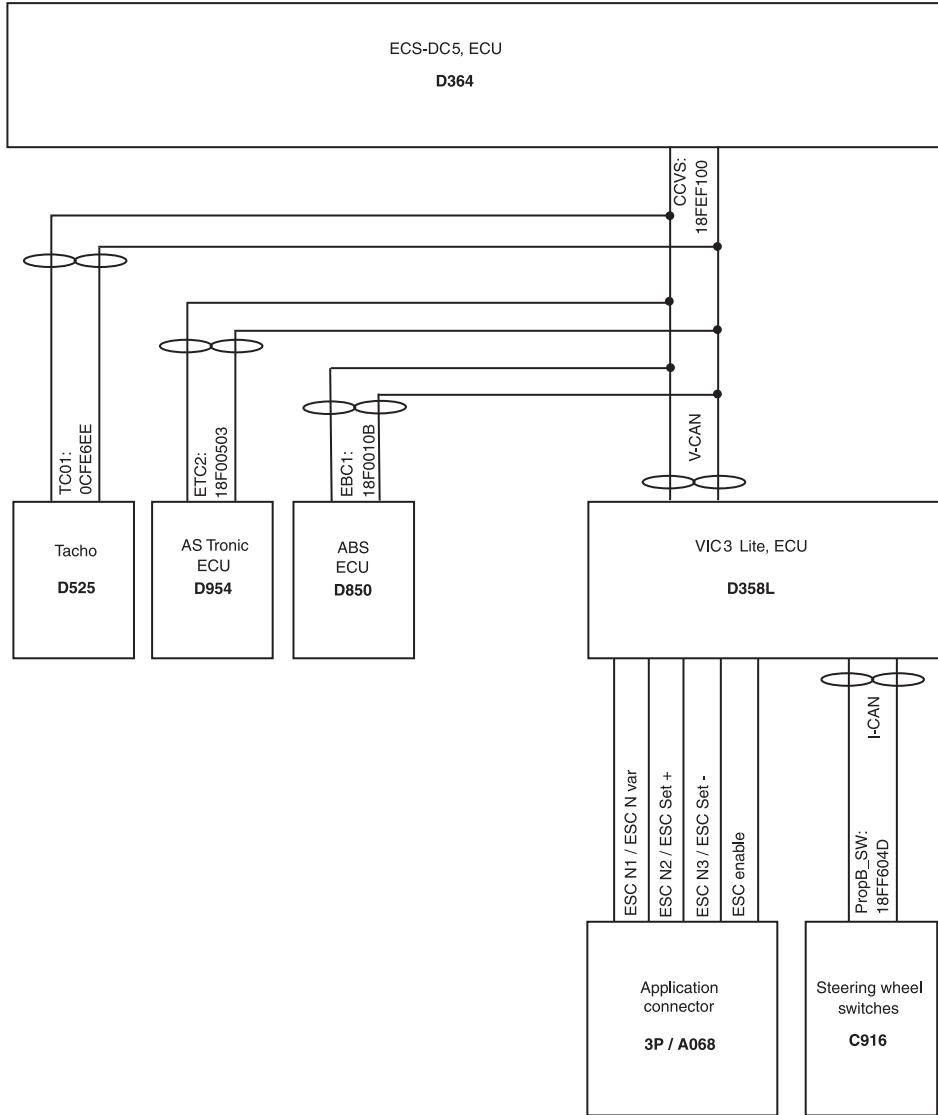 ECS-DC5, ECU
D364
CCVS:
18FEF100
TC01:
0CFE6EE
ETC2:
18F00503
EBC1:
18F0010B
V-CAN
Tacho
D525
AS Tronic
ECU
D954
ABS
ECU
D850
VIC3 Lite, ECU
D358L
ESC N1 / ESC N var
ESC N2 / ESC Set +
ESC N3 / ESC Set -
ESC enable
I-CAN
PropB_SW:
18FF604D
Application
connector
3P / A068
Steering wheel
switches
C916